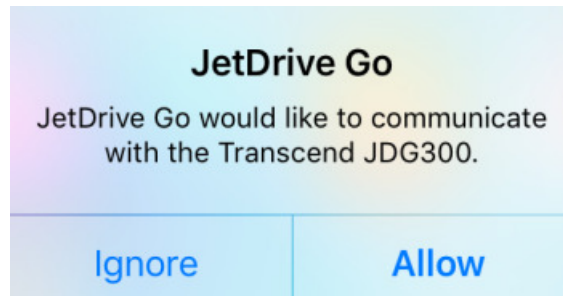 JetDrive Go
JetDrive Go would like to communicate
with the Transcend JDG300.
Ignore
Allow